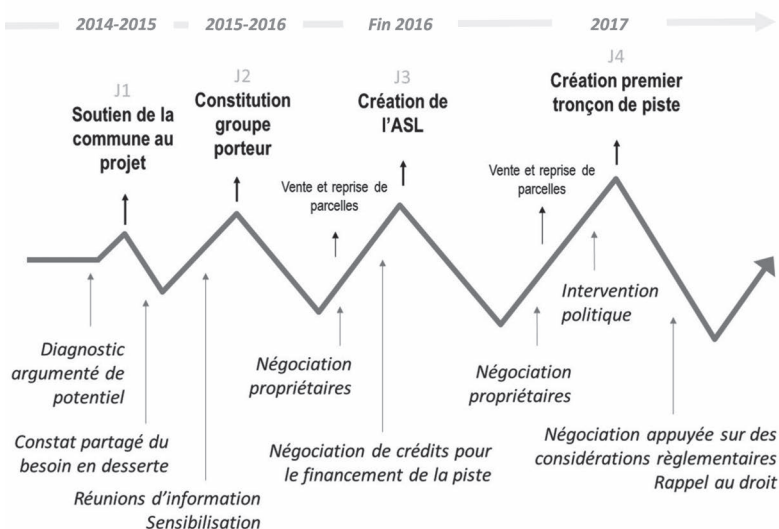 2014-2015
2015-2016
Fin 2016
2017
J1
Soutien de la
commune au
projet
J2
Constitution
groupe
porteur
J3
Création de
l'ASL
J4
Création premier
tronçon de piste
Vente et reprise de
parcelles
Vente et reprise de
parcelles
Diagnostic
argumenté de
potentiel
Constat partagé du
besoin en desserte
Réunions d'information
Sensibilisation
Négociation
propriétaires
Négociation de crédits pour
le financement de la piste
Négociation
propriétaires
Intervention
politique
Négociation appuyée sur des
considérations règlementaires
Rappel au droit